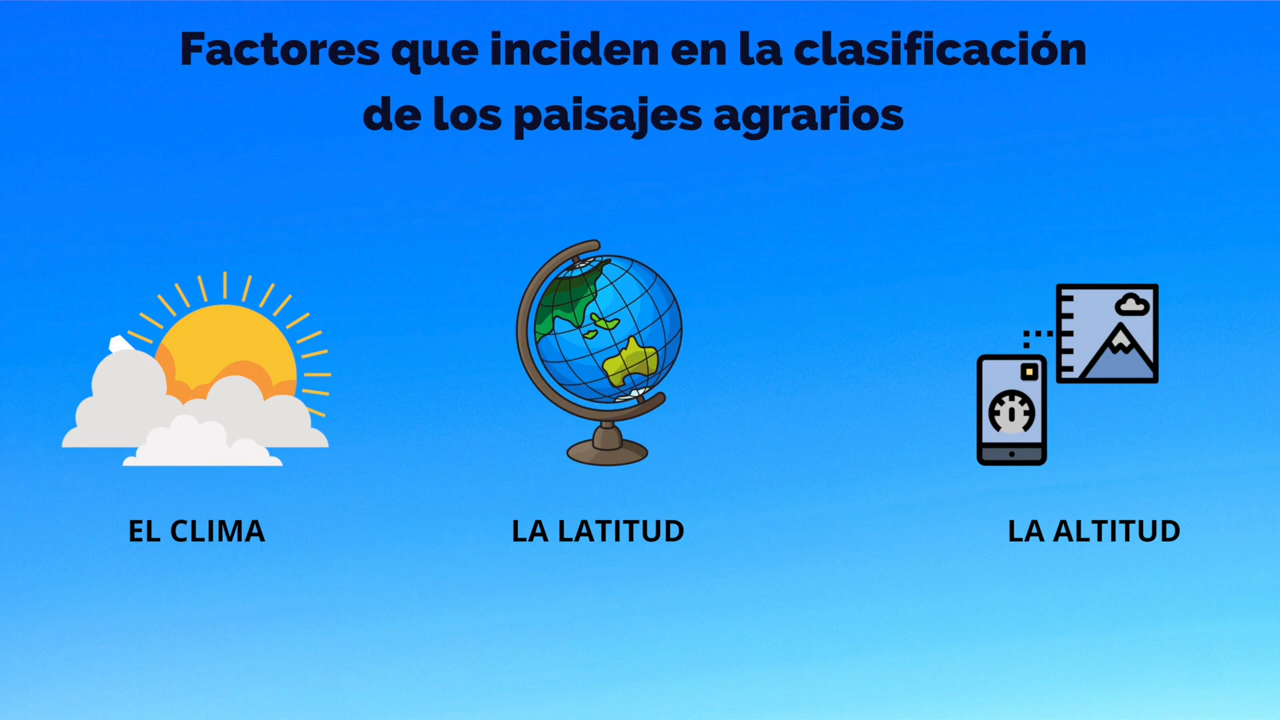 Factores que inciden en la clasificación
de los paisajes agrarios
EL CLIMA
LA LATITUD
LA ALTITUD